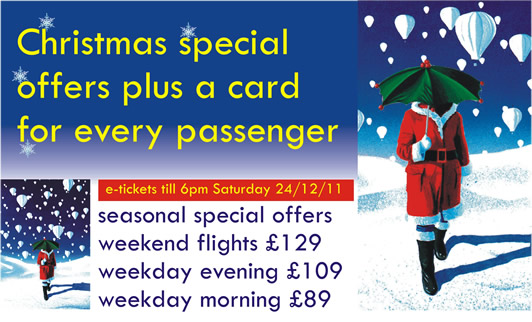 Christmas special
offers plus a card
for every passenger
e-tickets till 6pm Saturday 24/12/11
seasonal special offers
weekend flights £129
weekday evening £109
weekday morning £89